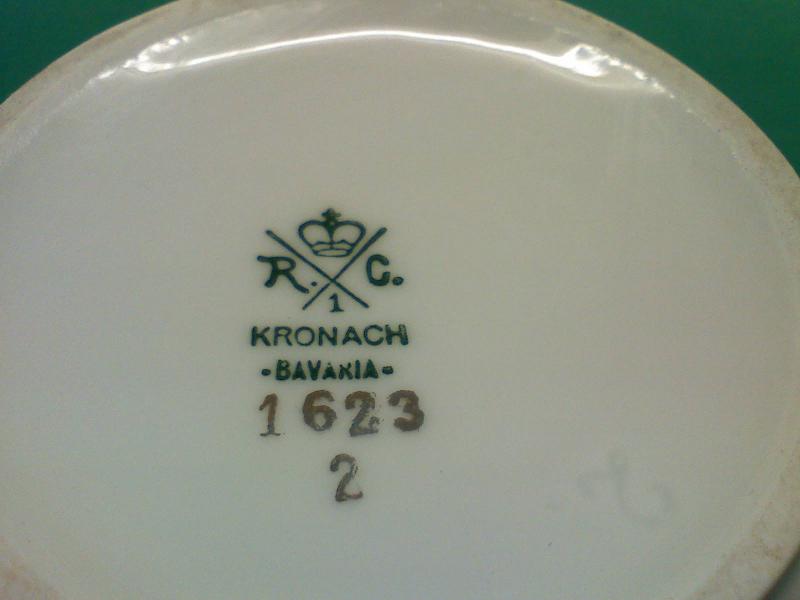 R. C.
1
KRONACH
-BAVARIA-
1623
2